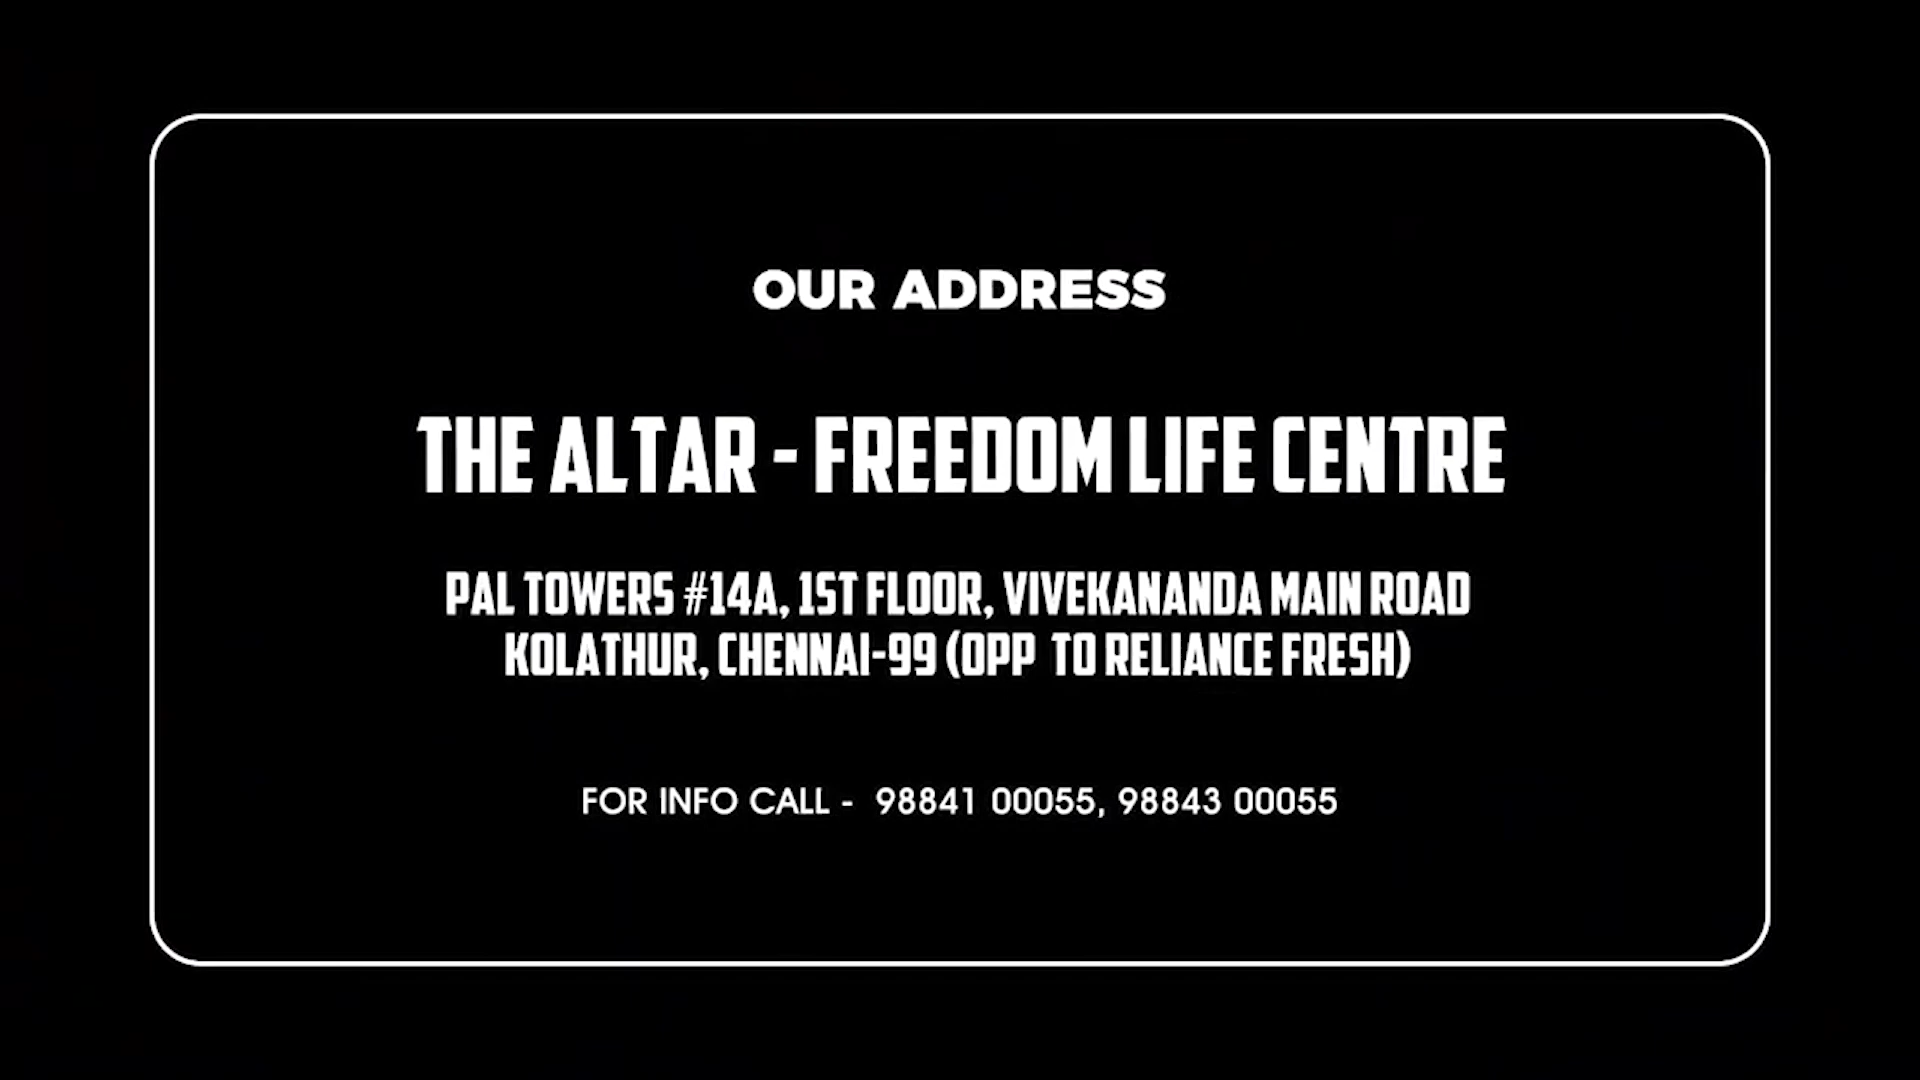 OUR ADDRESS
THE ALTAR - FREEDOM LIFE CENTRE
PAL TOWERS #14A, 1ST FLOOR, VIVEKANANDA MAIN ROAD
KOLATHUR, CHENNAI-99 (OPP TO RELIANCE FRESH)
FOR INFO CALL - 98841 00055, 98843 00055